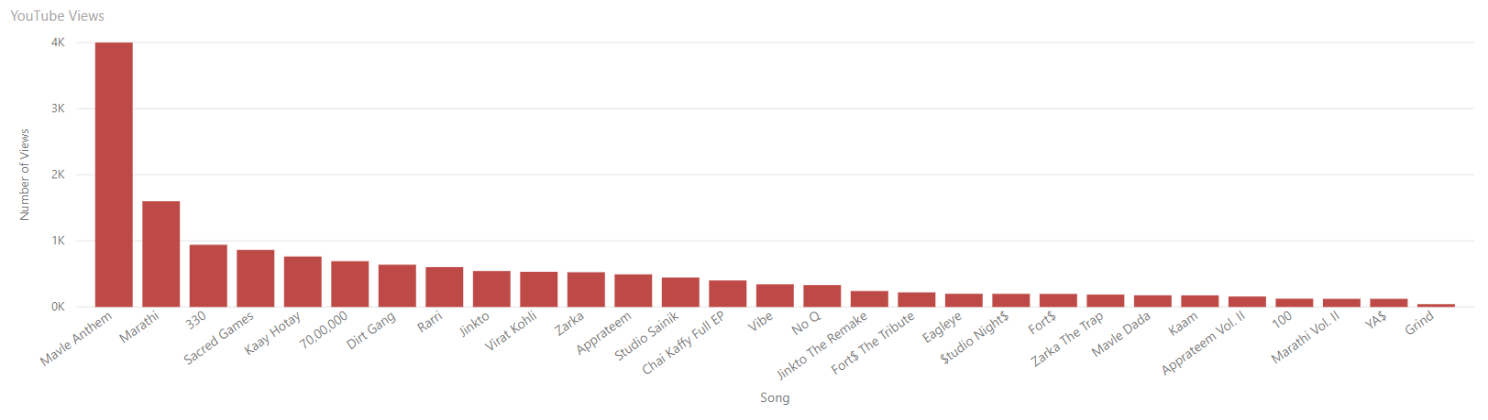 YouTube Views
Number of Views
4K
3K
2K
1K
0K
Mavle Anthem
Marathi
330
Sacred Games
Kaay Hotay
70,00,000
Dirt Gang
Rarri
Jinkto
Virat Kohli
Zarka
Apprateem
Studio Sainik
Chai Kaffy Full EP
Vibe
No Q
Jinkto The Remake
Fort$ The Tribute
Eagleye
$tudio Night$
Fort$
Zarka The Trap
Mavle Dada
Kaam
Apprateem Vol. II
100
Marathi Vol. II
YA$
Grind
Song